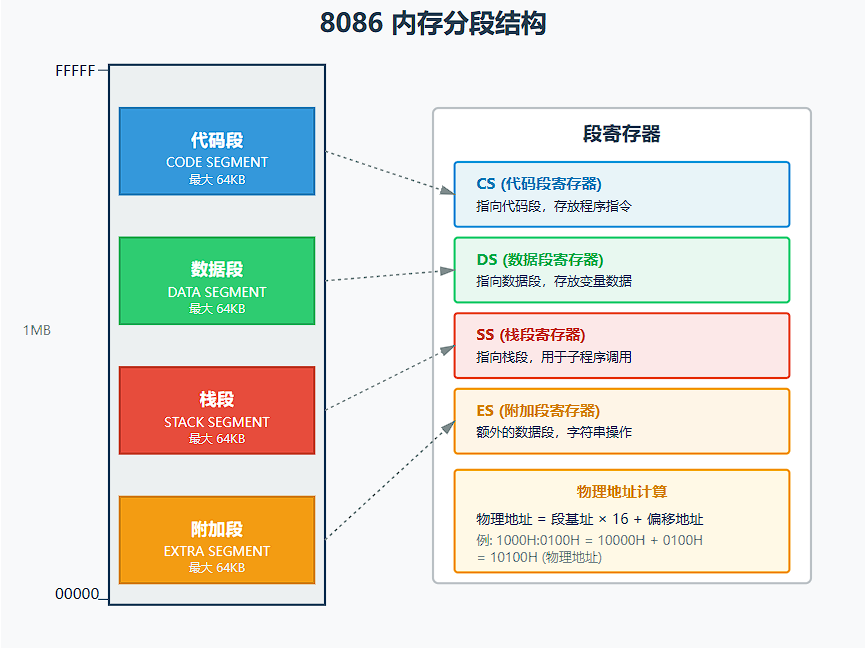 8086 内存分段结构
FFFFF
代码段
CODE SEGMENT
最大 64KB
数据段
DATA SEGMENT
最大 64KB
1MB
栈段
STACK SEGMENT
最大 64KB
附加段
EXTRA SEGMENT
最大 64KB
00000
段寄存器
CS (代码段寄存器)
指向代码段，存放程序指令
DS (数据段寄存器)
指向数据段，存放变量数据
SS (栈段寄存器)
指向栈段，用于子程序调用
ES (附加段寄存器)
额外的数据段，字符串操作
物理地址计算
物理地址 = 段基址 × 16 + 偏移地址
例: 1000H:0100H = 10000H + 0100H
= 10100H (物理地址)